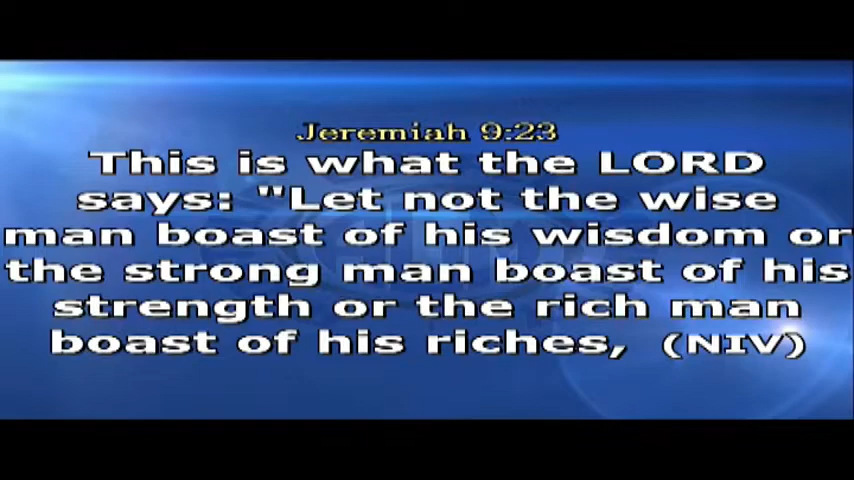 Jeremiah 9:23
This is what the LORD
says: "Let not the wise
man boast of his wisdom or
the strong man boast of his
strength or the rich man
boast of his riches, (NIV)